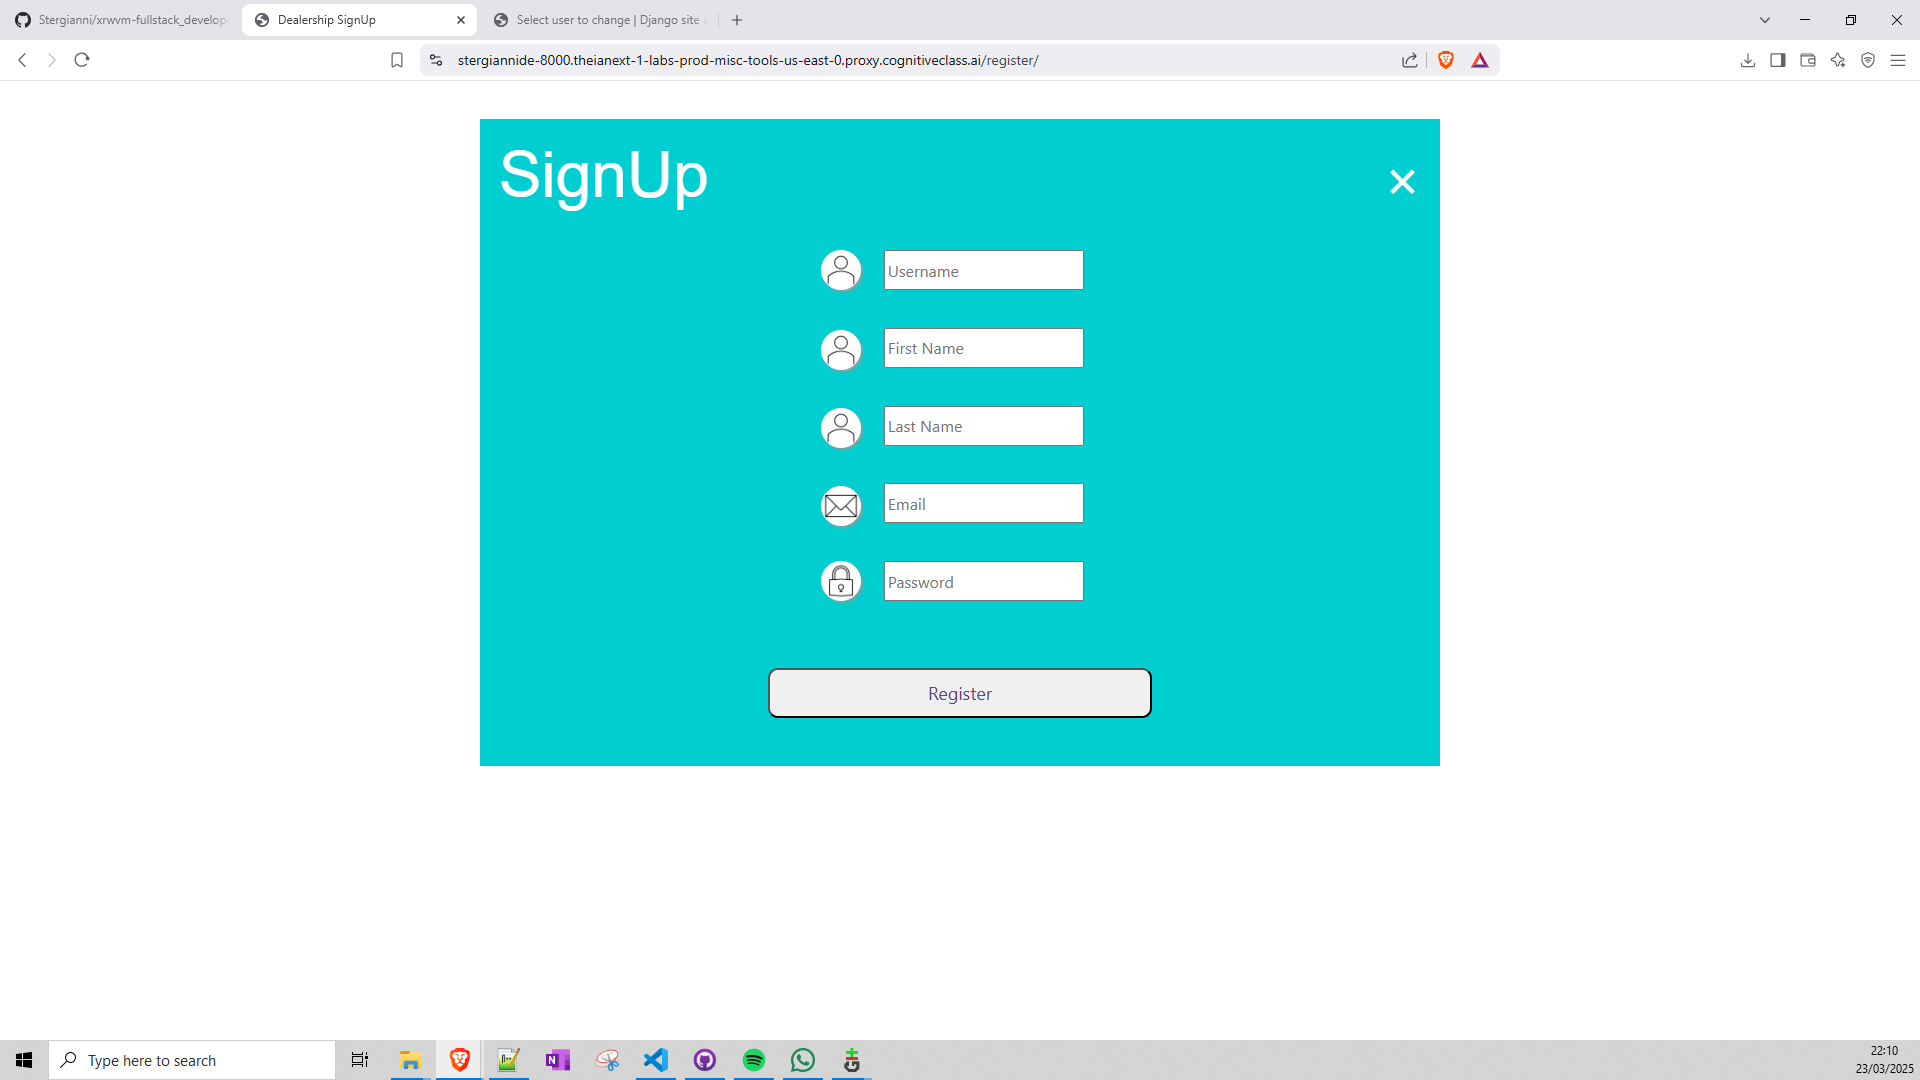 Stergianni/xrwvm-fullstack_develop
Dealership SignUp
Select user to change | Django site
stergiannide-8000.theianext-1-labs-prod-misc-tools-us-east-0.proxy.cognitiveclass.ai/register/
SignUp
Username
First Name
Last Name
Email
Password
Register
Type here to search
22:10
23/03/2025